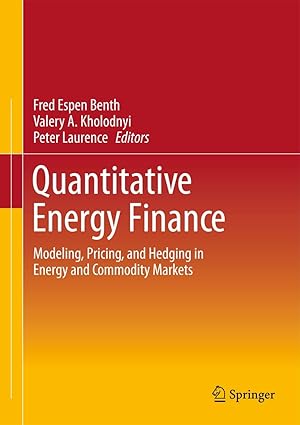 Fred Espen Benth
Valery A. Kholodnyi
Peter Laurence Editors
Quantitative
Energy Finance
Modeling, Pricing, and Hedging in
Energy and Commodity Markets
Springer